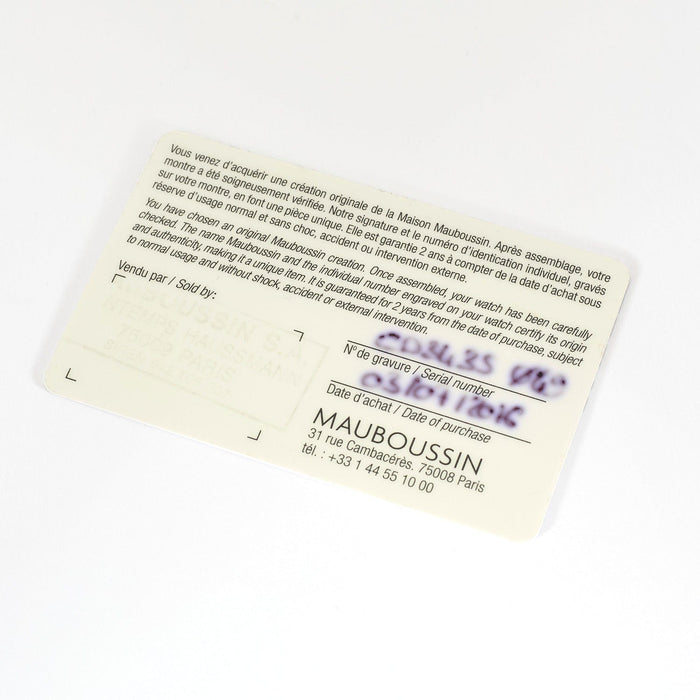 Vous venez d'acquérir une création originale de la Maison Mauboussin. Après assemblage, votre
montre a été soigneusement vérifiée. Notre signature et le numéro d'identication individuel, gravés
sur votre montre, en font une pièce unique. Elle est garantie 2 ans à compter de la date d'achat sous
réserve d'usage normal et sans choc, accident ou intervention externe.
You have chosen an original Mauboussin creation. Once assembled, your watch has been carefully
checked. The name Mauboussin and the individual number engraved on your watch certify its origin
and authenticity, making it a unique item. It is guaranteed for 2 years from the date of purchase, subject
to normal usage and without shock, accident or external intervention.
Vendu par / Sold by:
N° de gravure / Serial number
Date d'achat / Date of purchase
MAUBOUSSIN
31 rue Cambacérès. 75008 Paris
tél. : +33 1 44 55 10 00